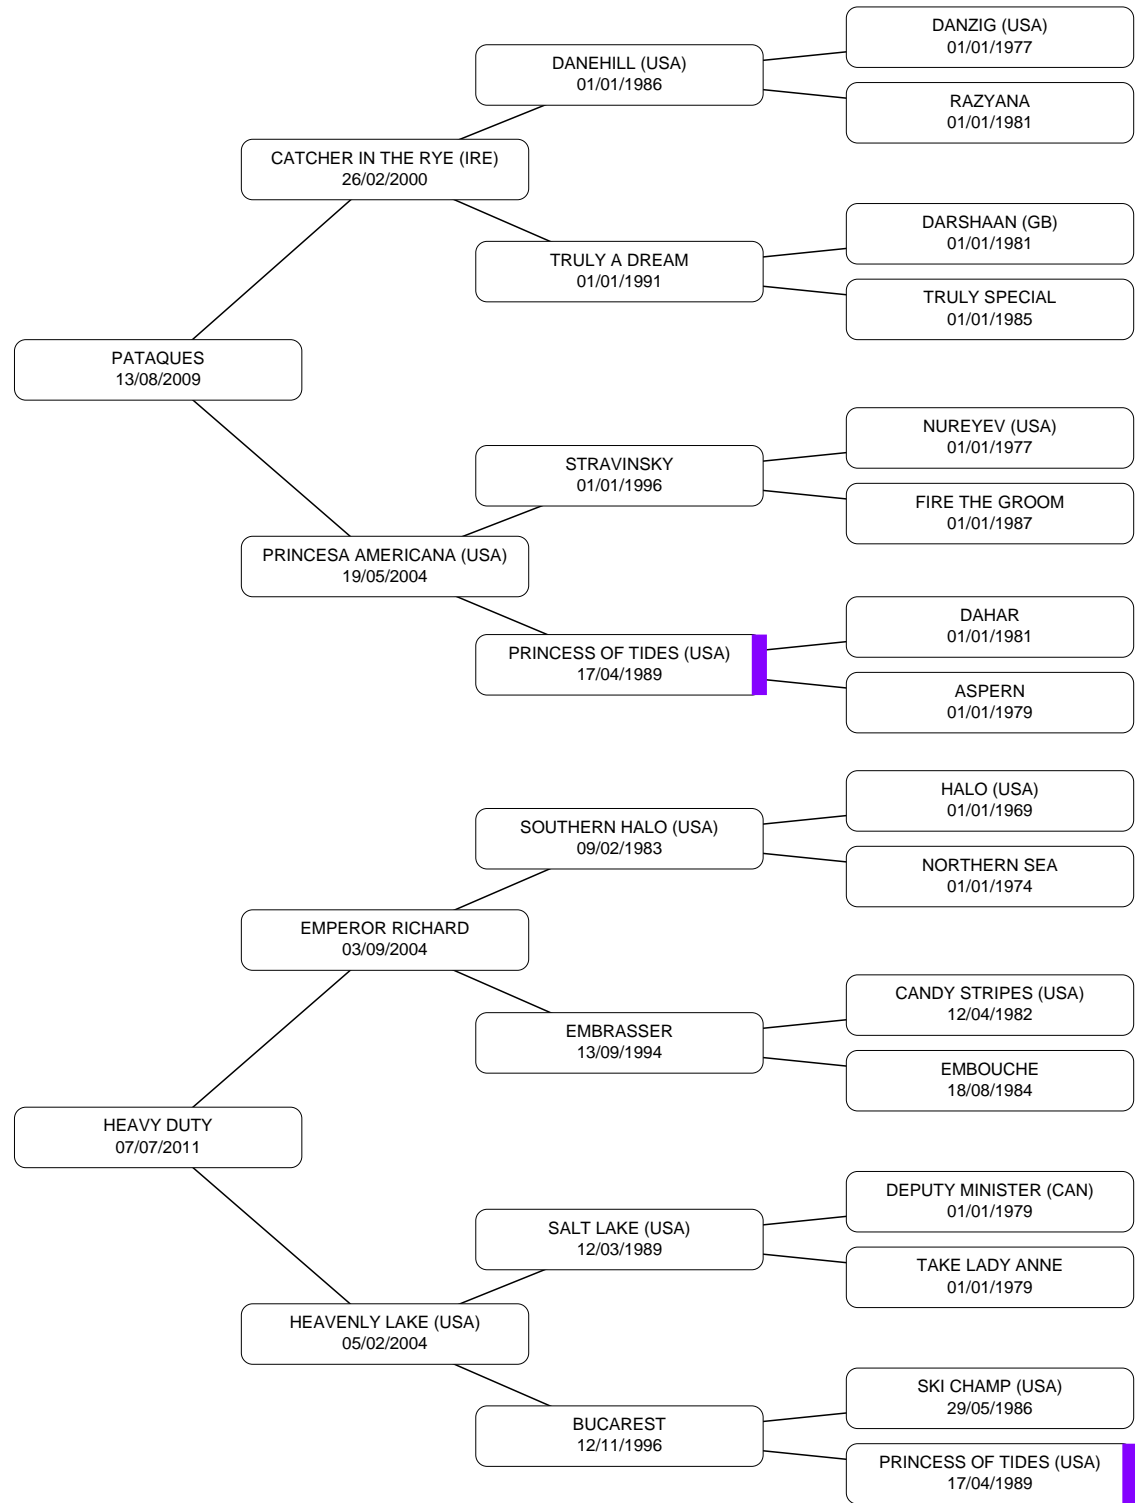 DANZIG (USA)
01/01/1977
DANEHILL (USA)
01/01/1986
RAZYANA
01/01/1981
CATCHER IN THE RYE (IRE)
26/02/2000
DARSHAAN (GB)
01/01/1981
TRULY A DREAM
01/01/1991
TRULY SPECIAL
01/01/1985
PATAQUES
13/08/2009
NUREYEV (USA)
01/01/1977
STRAVINSKY
01/01/1996
FIRE THE GROOM
01/01/1987
PRINCESA AMERICANA (USA)
19/05/2004
DAHAR
01/01/1981
PRINCESS OF TIDES (USA)
17/04/1989
ASPERN
01/01/1979
HALO (USA)
01/01/1969
SOUTHERN HALO (USA)
09/02/1983
NORTHERN SEA
01/01/1974
EMPEROR RICHARD
03/09/2004
CANDY STRIPES (USA)
12/04/1982
EMBRASSER
13/09/1994
EMBOUCHE
18/08/1984
HEAVY DUTY
07/07/2011
DEPUTY MINISTER (CAN)
01/01/1979
SALT LAKE (USA)
12/03/1989
TAKE LADY ANNE
01/01/1979
HEAVENLY LAKE (USA)
05/02/2004
SKI CHAMP (USA)
29/05/1986
BUCAREST
12/11/1996
PRINCESS OF TIDES (USA)
17/04/1989